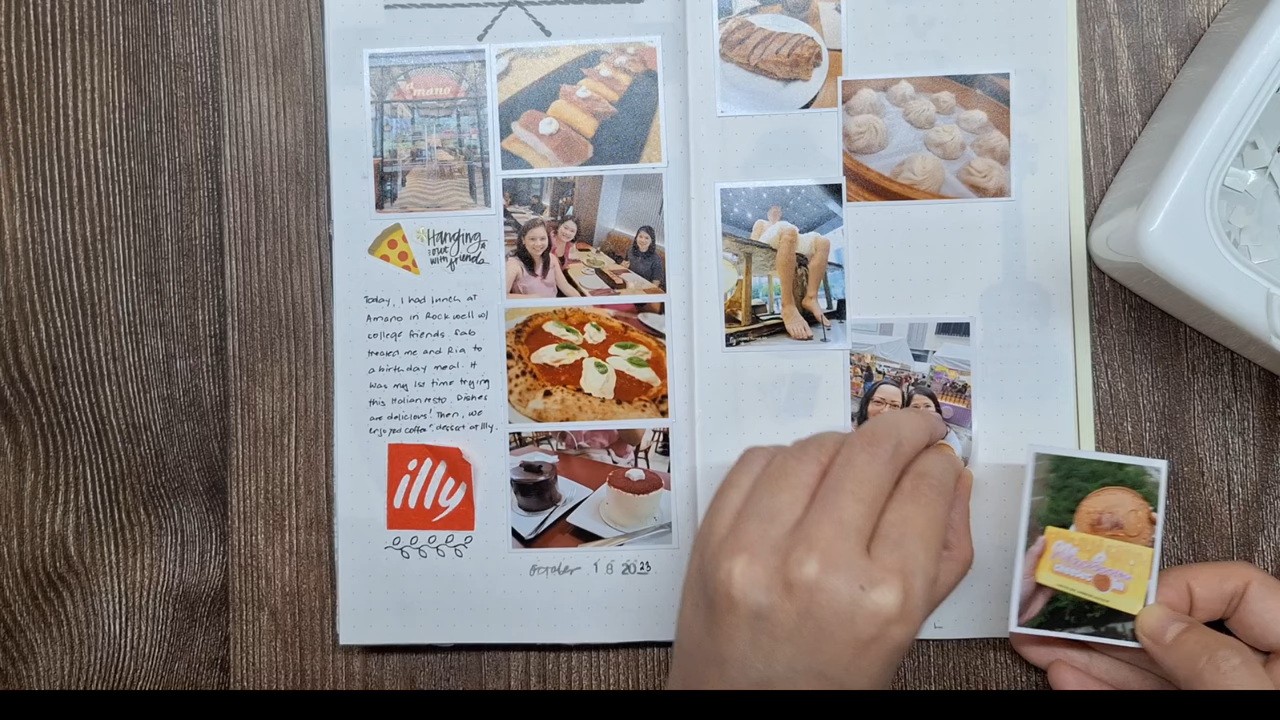 amano
Hanging
out
with friends
Today, I had lunch at
Amano in Rockwell w/
college friends. Fab
treated me and Ria to
a birthday meal. It
was my 1st time trying
this Italian resto. Dishes
are delicious! Then, we
enjoyed coffee & dessert at Illy.
illy
October 18 2023